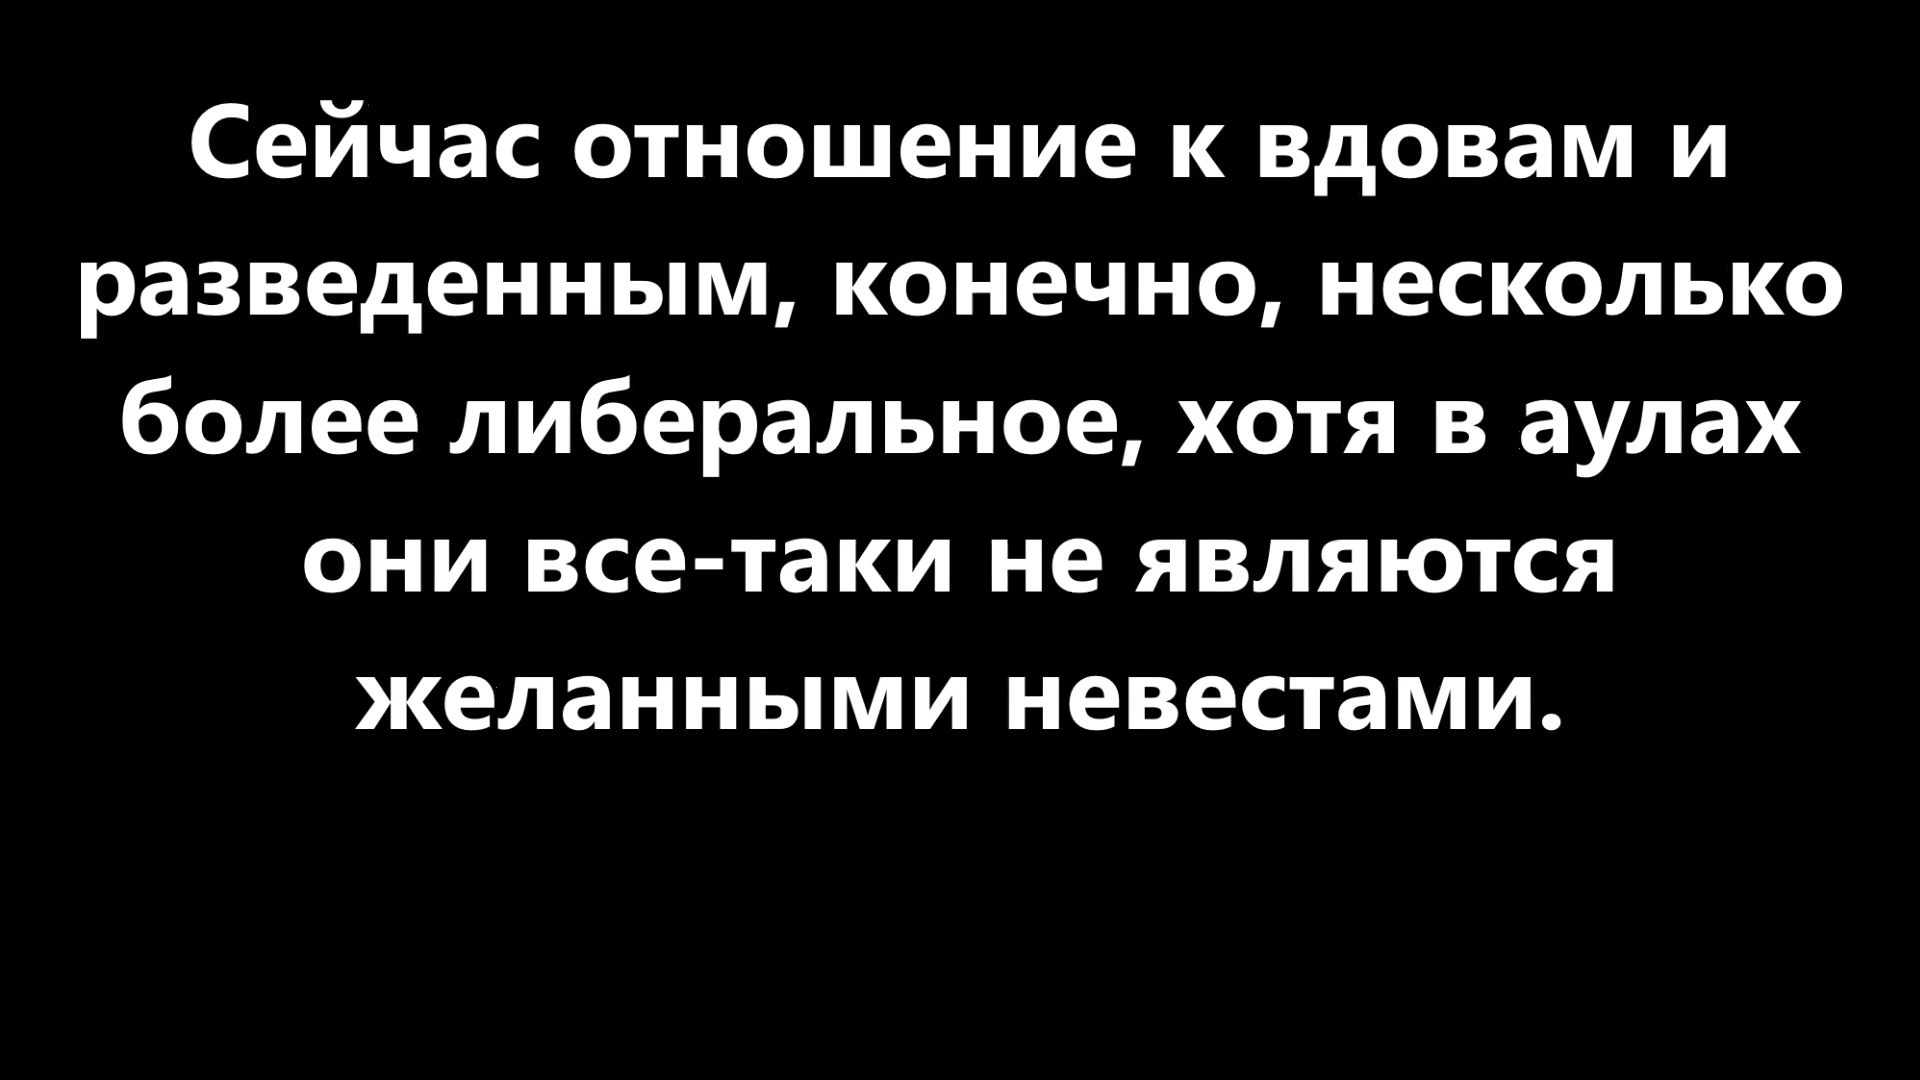 Сейчас отношение к вдовам и
разведенным, конечно, несколько
более либеральное, хотя в аулах
они все-таки не являются
желанными невестами.